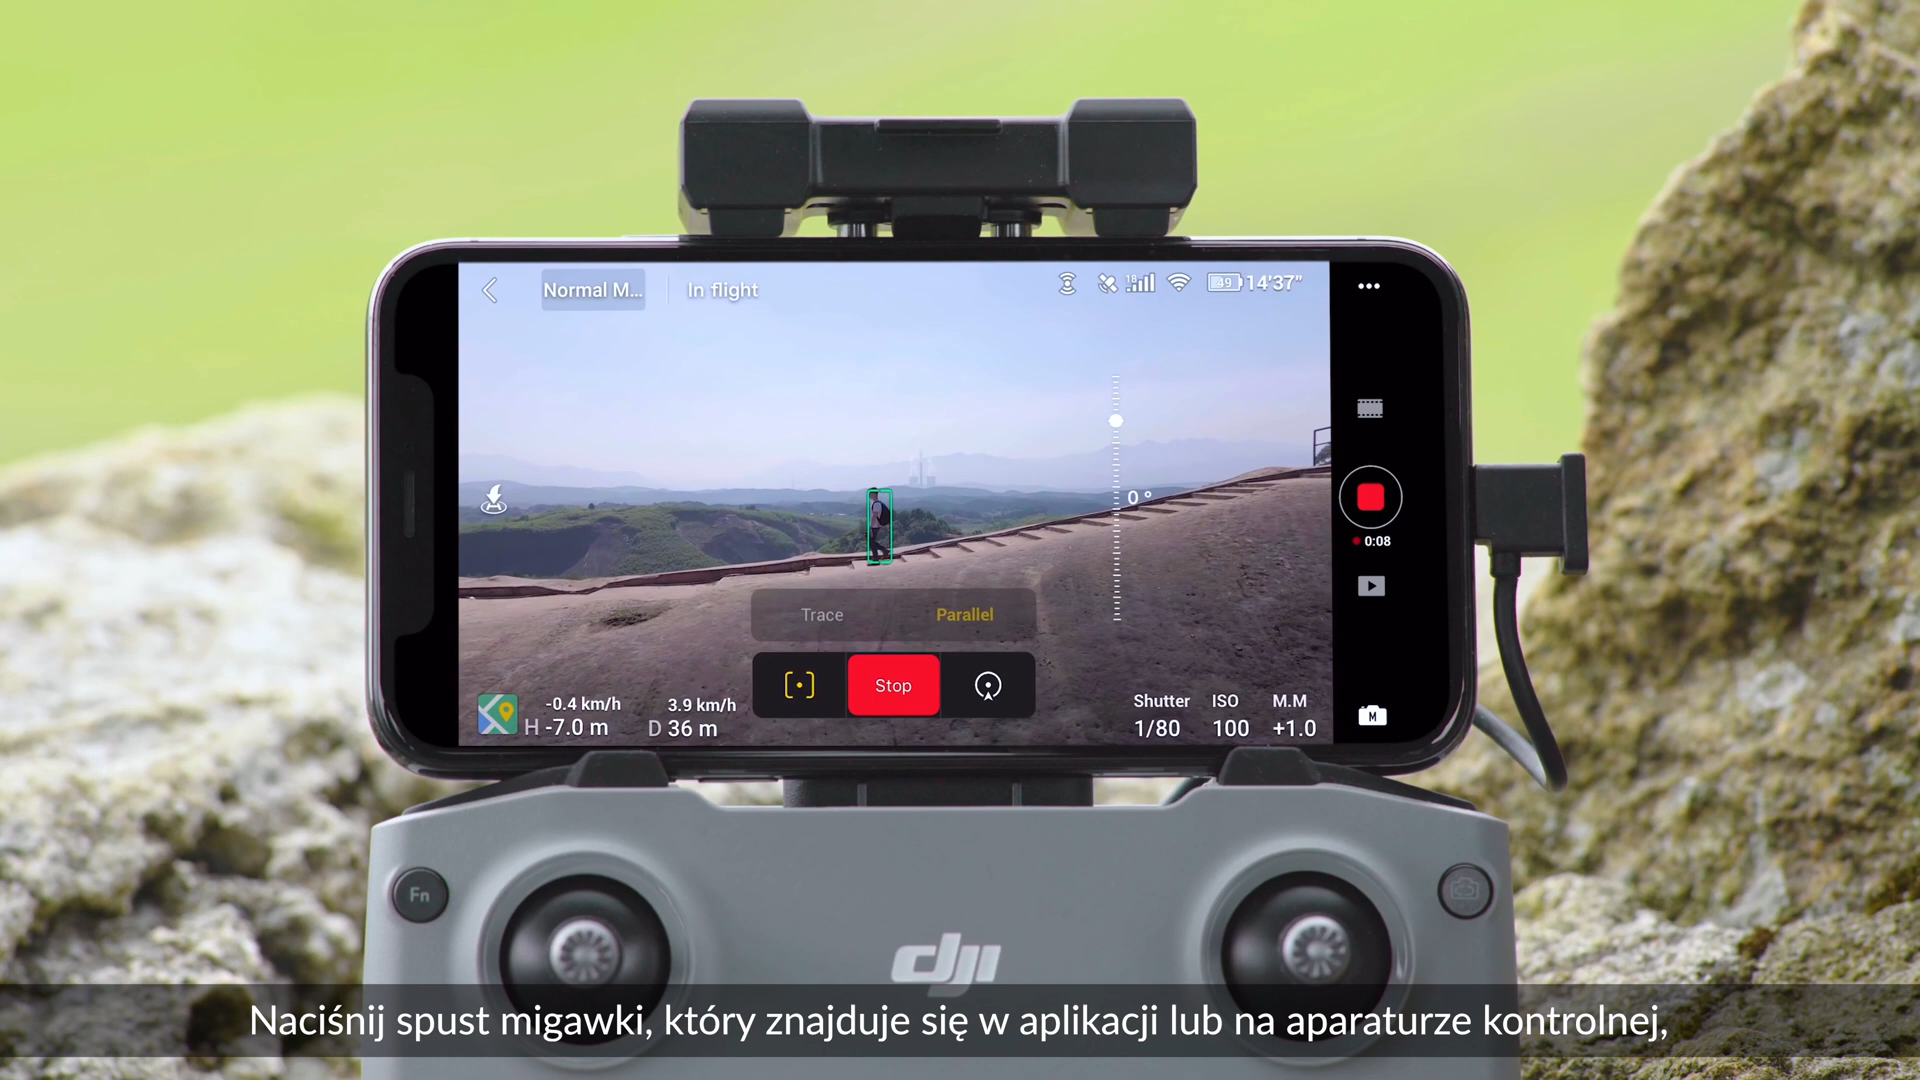 Normal M...
In flight
18
49
14'37"
0 °
0:08
Trace
Parallel
Stop
-0.4 km/h
3.9 km/h
H -7.0 m
D 36 m
Shutter
ISO
M.M
1/80
100
+1.0
M
Fn
dji
Naciśnij spust migawki, który znajduje się w aplikacji lub na aparaturze kontrolnej,